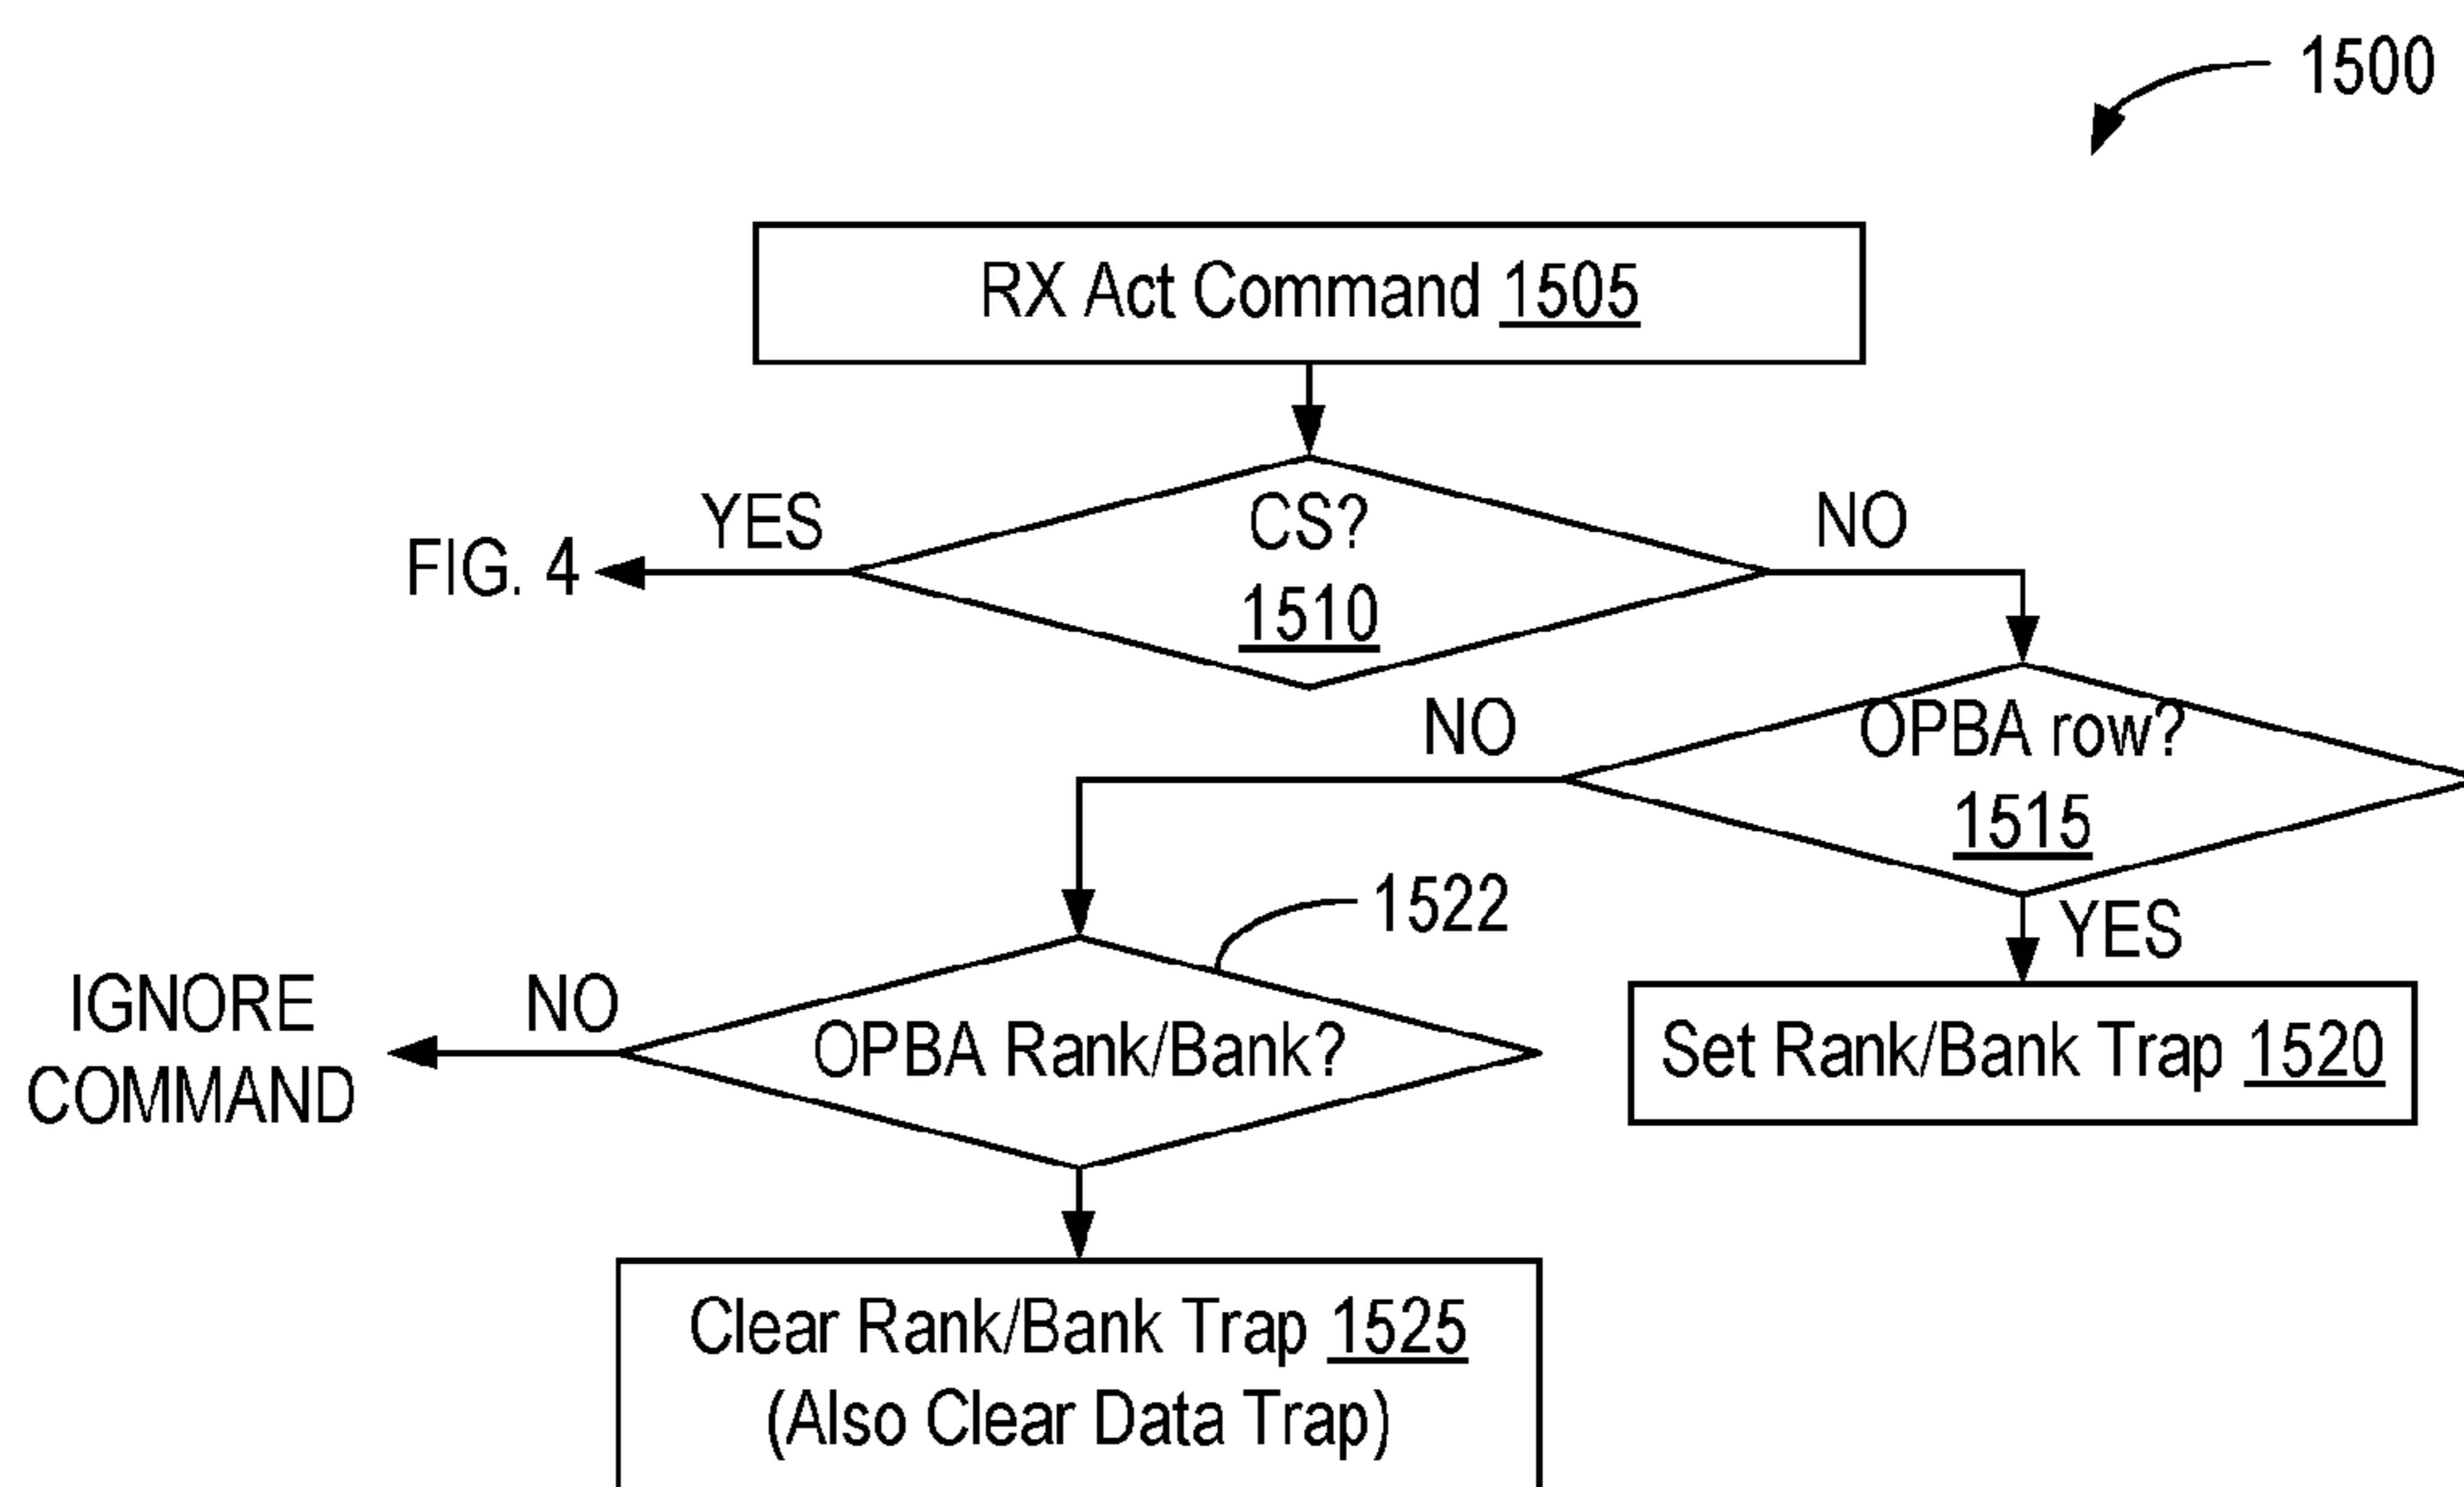 1500
RX Act Command 1505
CS?
1510
YES
NO
FIG. 4
OPBA row?
1515
NO
YES
1522
Set Rank/Bank Trap 1520
OPBA Rank/Bank?
NO
IGNORE
COMMAND
Clear Rank/Bank Trap 1525
(Also Clear Data Trap)